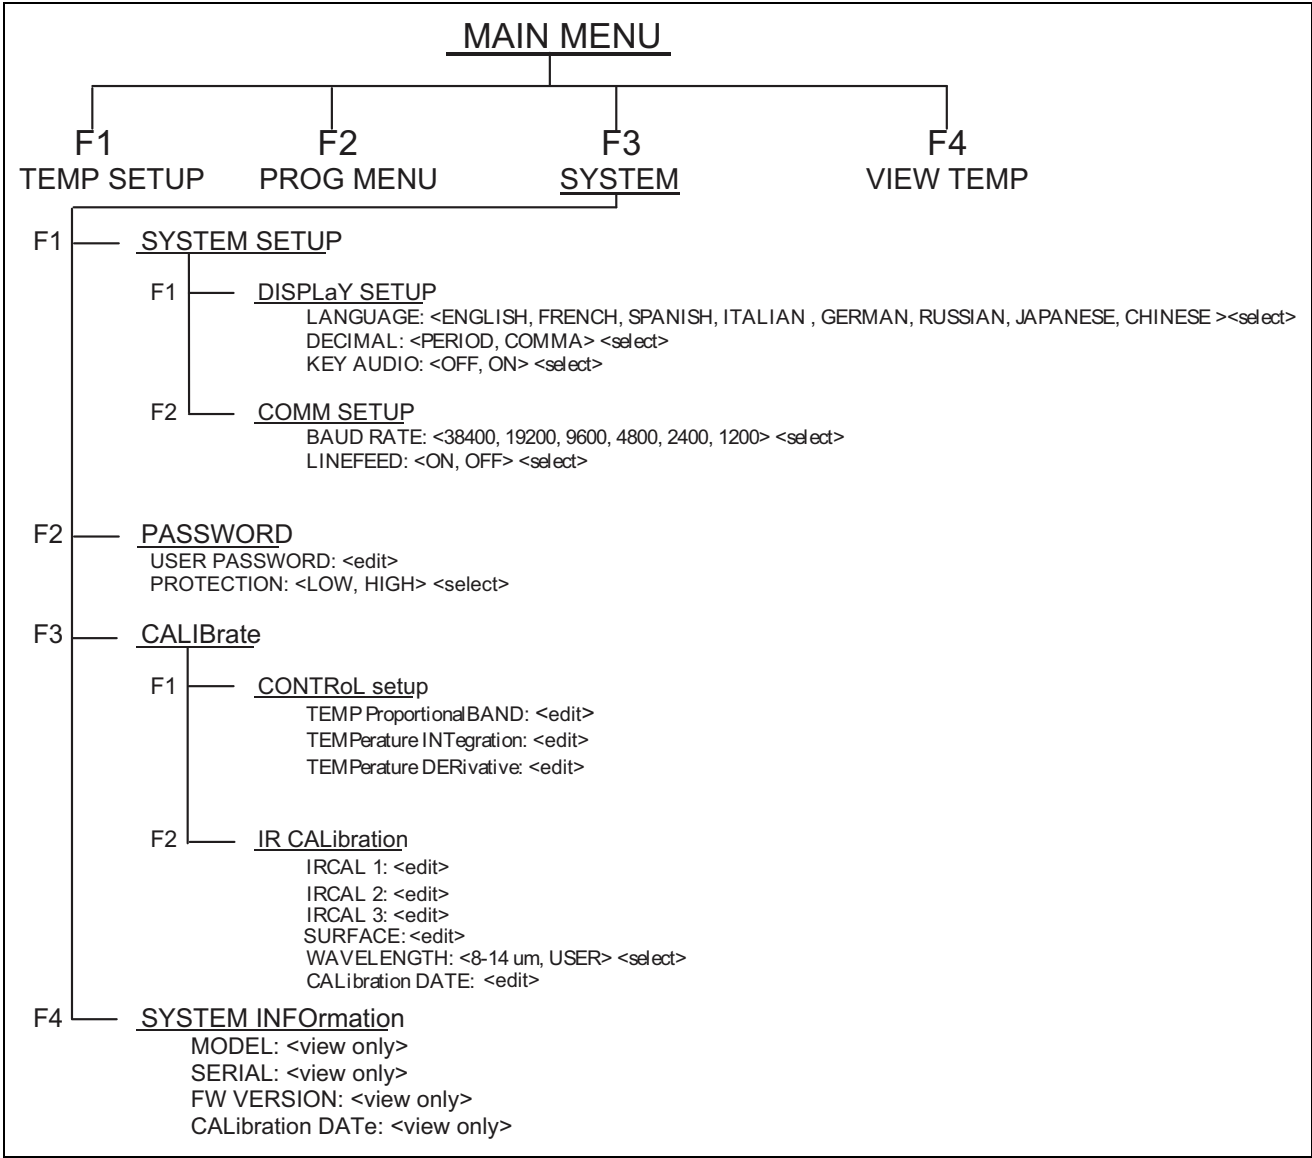 MAIN MENU
F1 F2 F3 F4
TEMP SETUP PROG MENU SYSTEM VIEW TEMP
F1 SYSTEM SETUP
F1 DISPLaY SETUP
LANGUAGE: <ENGLISH, FRENCH, SPANISH, ITALIAN , GERMAN, RUSSIAN, JAPANESE, CHINESE ><select>
DECIMAL: <PERIOD, COMMA> <select>
KEY AUDIO: <OFF, ON> <select>
F2 COMM SETUP
BAUD RATE: <38400, 19200, 9600, 4800, 2400, 1200> <select>
LINEFEED: <ON, OFF> <select>
F2 PASSWORD
USER PASSWORD: <edit>
PROTECTION: <LOW, HIGH> <select>
F3 CALIBrate
F1 CONTRoL setup
TEMP Proportional BAND: <edit>
TEMPerature INTegration: <edit>
TEMPerature DERivative: <edit>
F2 IR CALibration
IRCAL 1: <edit>
IRCAL 2: <edit>
IRCAL 3: <edit>
SURFACE: <edit>
WAVELENGTH: <8-14 um, USER> <select>
CALibration DATE: <edit>
F4 SYSTEM INFOrmation
MODEL: <view only>
SERIAL: <view only>
FW VERSION: <view only>
CALibration DATe: <view only>